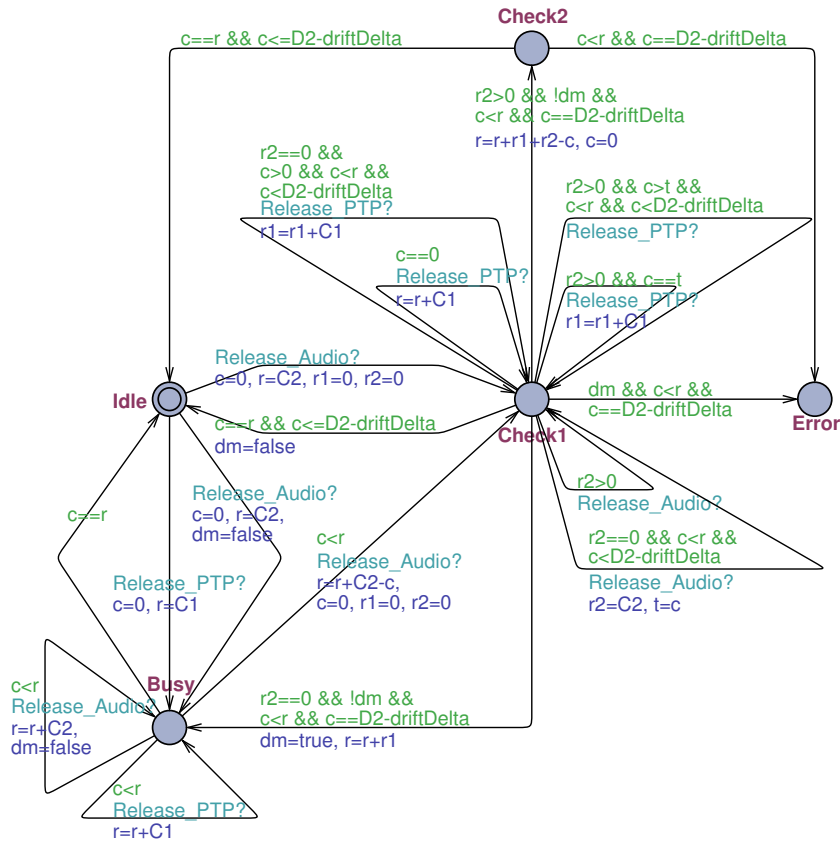 Check2
c==r && c<=D2-driftDelta
c<r && c==D2-driftDelta
r2>0 && !dm &&
c<r && c==D2-driftDelta
r=r+r1+r2-c, c=0
r2==0 &&
c>0 && c<r &&
c<D2-driftDelta
Release_PTP?
r1=r1+C1
r2>0 && c>t &&
c<r && c<D2-driftDelta
Release_PTP?
c==0
Release_PTP?
r=r+C1
r2>0 && c==t
Release_PTP?
r1=r1+C1
Release_Audio?
c=0, r=C2, r1=0, r2=0
Idle
c==r && c<=D2-driftDelta
dm=false
Check1
dm && c<r &&
c==D2-driftDelta
Error
c==r
Release_Audio?
c=0, r=C2,
dm=false
Release_PTP?
c=0, r=C1
c<r
Release_Audio?
r=r+C2-c,
c=0, r1=0, r2=0
r2>0
Release_Audio?
r2==0 && c<r &&
c<D2-driftDelta
Release_Audio?
r2=C2, t=c
Busy
c<r
Release_Audio?
r=r+C2,
dm=false
r2==0 && !dm &&
c<r && c==D2-driftDelta
dm=true, r=r+r1
c<r
Release_PTP?
r=r+C1